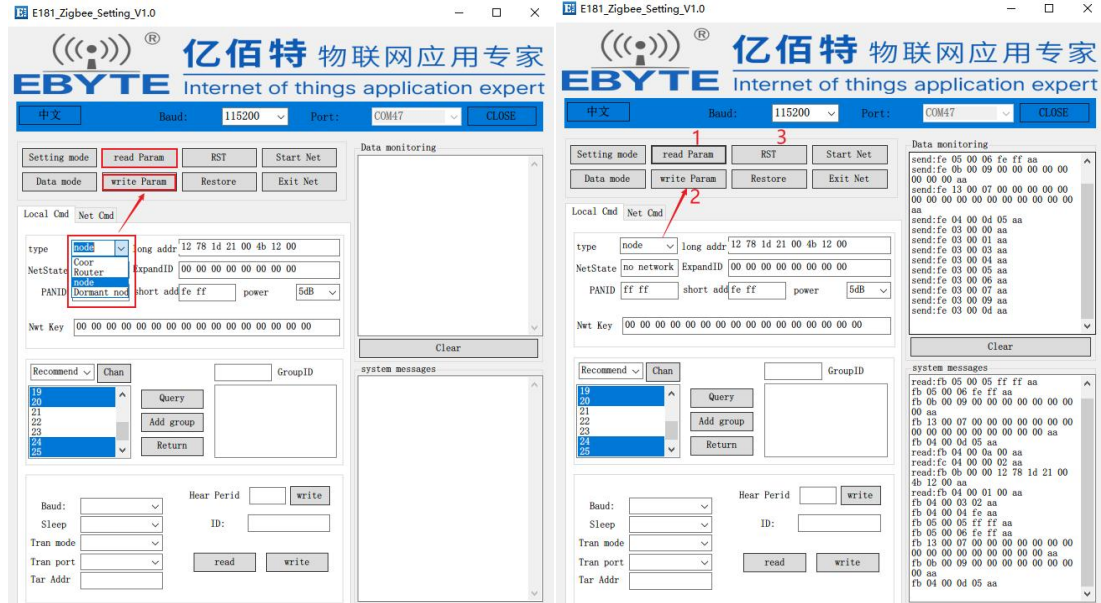 E181_Zigbee_Setting_V1.0
EBYTE ® 亿佰特 物联网应用专家
Internet of things application expert
中文 Baud: 115200 Port: COM47 CLOSE
Setting mode read Param RST Start Net
Data mode write Param Restore Exit Net
Local Cmd Net Cmd
type node long addr 12 78 1d 21 00 4b 12 00
Coor
Router
node
Dormant nod
NetState ExpandID 00 00 00 00 00 00 00 00
PANID short add fe ff power 5dB
Nwt Key 00 00 00 00 00 00 00 00 00 00 00 00 00 00 00 00
Recommend Chan GroupID
19
20
21
22
23
24
25
Query
Add group
Return
Hear Perid write
Baud:
Sleep ID:
Tran mode
Tran port read write
Tar Addr
Data monitoring
Clear
system messages
E181_Zigbee_Setting_V1.0
EBYTE ® 亿佰特 物联网应用专家
Internet of things application expert
中文 Baud: 115200 Port: COM47 CLOSE
1 3
Setting mode read Param RST Start Net
Data mode write Param Restore Exit Net
2
Local Cmd Net Cmd
type node long addr 12 78 1d 21 00 4b 12 00
NetState no network ExpandID 00 00 00 00 00 00 00 00
PANID ff ff short add fe ff power 5dB
Nwt Key 00 00 00 00 00 00 00 00 00 00 00 00 00 00 00 00
Recommend Chan GroupID
19
20
21
22
23
24
25
Query
Add group
Return
Hear Perid write
Baud:
Sleep ID:
Tran mode
Tran port read write
Tar Addr
Data monitoring
send:fe 05 00 06 fe ff aa
send:fe 0b 00 09 00 00 00 00 00
00 00 00 aa
send:fe 13 00 07 00 00 00 00 00
00 00 00 00 00 00 00 00 00 00 00
aa
send:fe 04 00 0d 05 aa
send:fe 03 00 00 aa
send:fe 03 00 01 aa
send:fe 03 00 03 aa
send:fe 03 00 04 aa
send:fe 03 00 05 aa
send:fe 03 00 06 aa
send:fe 03 00 07 aa
send:fe 03 00 09 aa
send:fe 03 00 0d aa
Clear
system messages
read:fb 05 00 05 ff ff aa
fb 05 00 06 fe ff aa
fb 0b 00 09 00 00 00 00 00 00 00
00 aa
fb 13 00 07 00 00 00 00 00 00 00
00 00 00 00 00 00 00 00 00 aa
fb 04 00 0d 05 aa
read:fb 04 00 0a 00 aa
read:fc 04 00 00 02 aa
read:fb 0b 00 00 12 78 1d 21 00
4b 12 00 aa
read:fb 04 00 01 00 aa
fb 04 00 03 02 aa
fb 04 00 04 fe aa
fb 05 00 05 ff ff aa
fb 05 00 06 fe ff aa
fb 13 00 07 00 00 00 00 00 00 00
00 00 00 00 00 00 00 00 00 aa
fb 0b 00 09 00 00 00 00 00 00 00
00 aa
fb 04 00 0d 05 aa